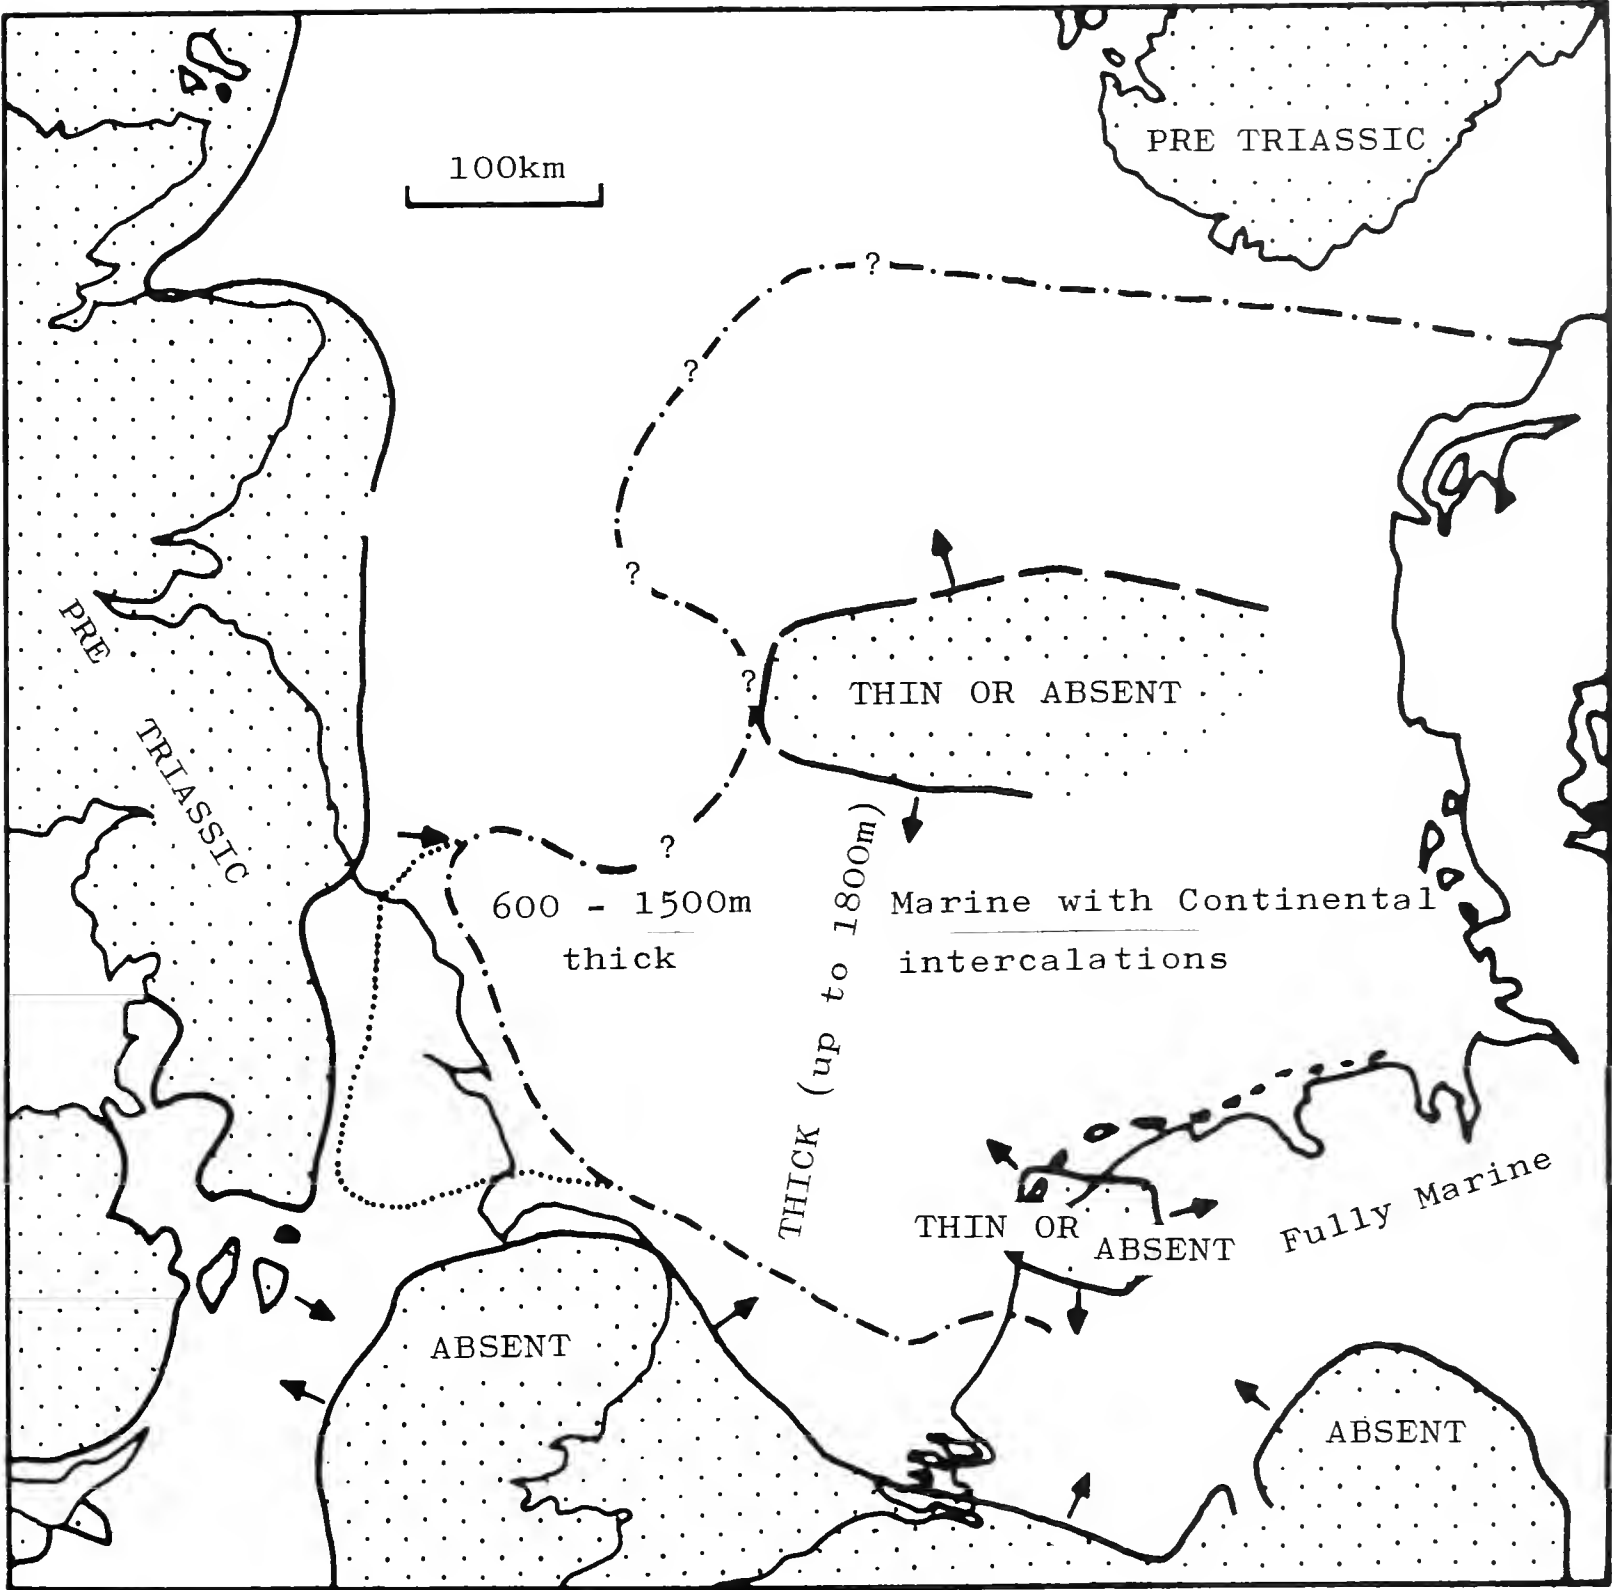 PRE TRIASSIC
100km
?
?
?
PRE
TRIASSIC
?
THIN OR ABSENT
?
600 - 1500m
thick
THICK (up to 1800m)
Marine with Continental
intercalations
THIN OR
ABSENT
Fully Marine
ABSENT
ABSENT